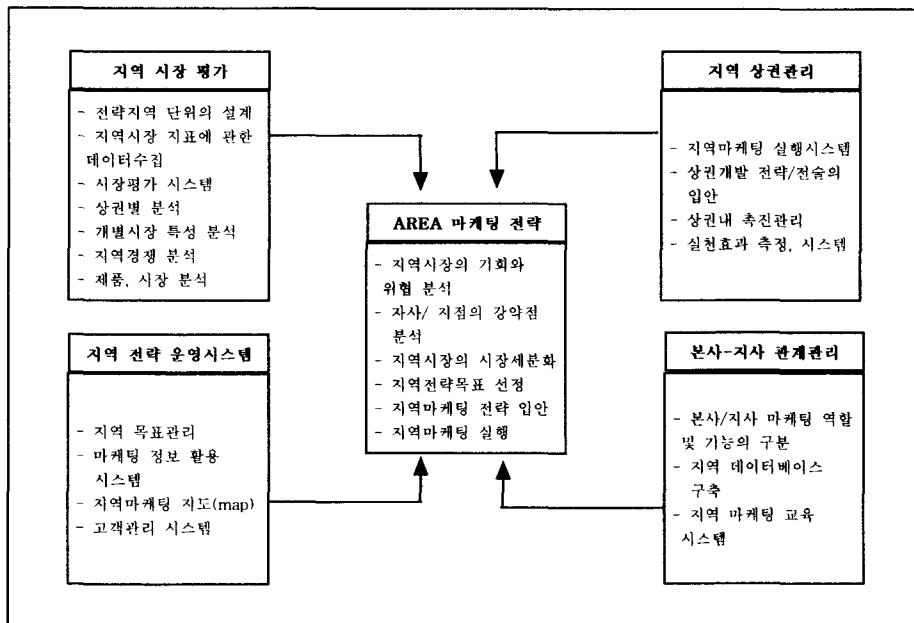 지역 시장 평가
- 전략지역 단위의 설계
- 지역시장 지표에 관한
데이터수집
- 시장평가 시스템
- 상권별 분석
- 개별시장 특성 분석
- 지역경쟁 분석
- 제품, 시장 분석
지역 상권관리
- 지역마케팅 실행시스템
- 상권개발 전략/전술의
입안
- 상권내 촉진관리
- 실천효과 측정, 시스템
AREA 마케팅 전략
- 지역시장의 기회와
위협 분석
- 자사/ 지점의 강약점
분석
- 지역시장의 시장세분화
- 지역전략목표 선정
- 지역마케팅 전략 입안
- 지역마케팅 실행
지역 전략 운영시스템
- 지역 목표관리
- 마케팅 정보 활용
시스템
- 지역마케팅 지도(map)
- 고객관리 시스템
본사-지사 관계관리
- 본사/지사 마케팅 역할
및 기능의 구분
- 지역 데이터베이스
구축
- 지역 마케팅 교육
시스템